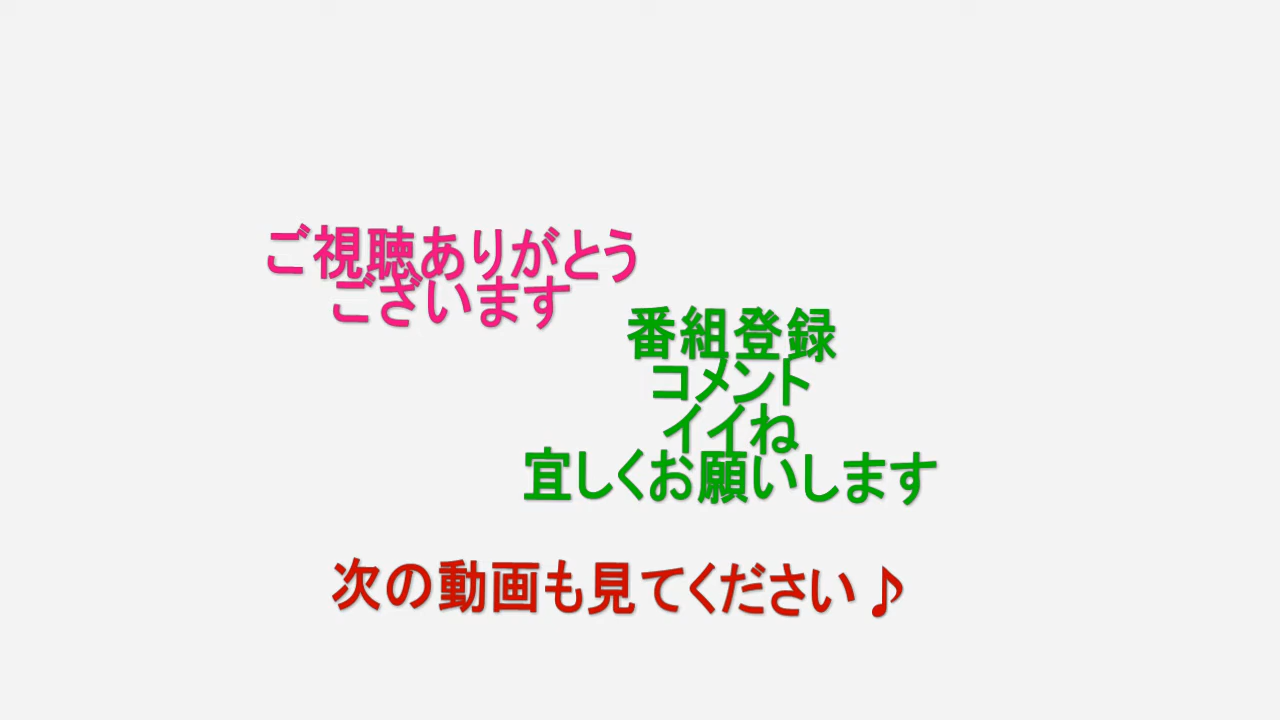 ご視聴ありがとう
ございます
番組登録
コメント
イイね
宜しくお願いします
次の動画も見てください♪